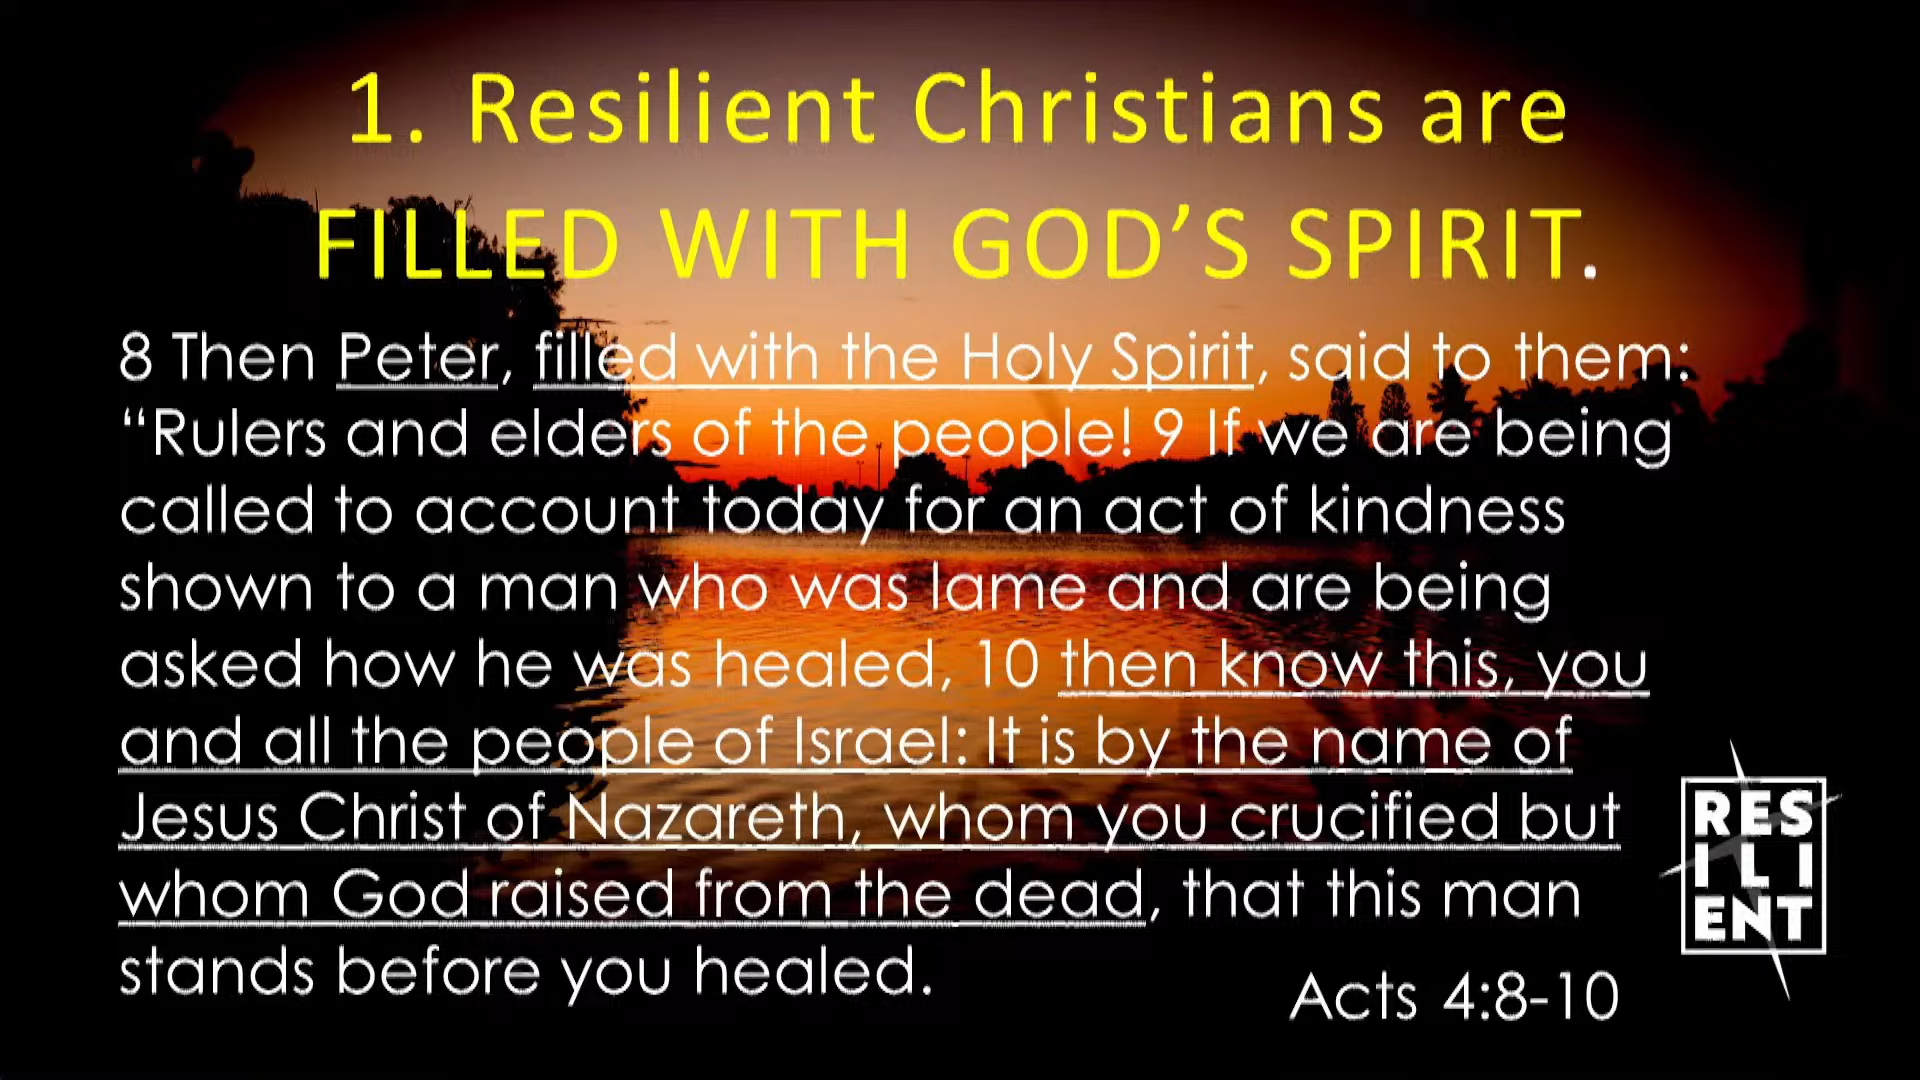 1. Resilient Christians are
FILLED WITH GOD’S SPIRIT.
8 Then Peter, filled with the Holy Spirit, said to them:
“Rulers and elders of the people! 9 If we are being
called to account today for an act of kindness
shown to a man who was lame and are being
asked how he was healed, 10 then know this, you
and all the people of Israel: It is by the name of
Jesus Christ of Nazareth, whom you crucified but
whom God raised from the dead, that this man
stands before you healed.
Acts 4:8-10
RES
ILI
ENT